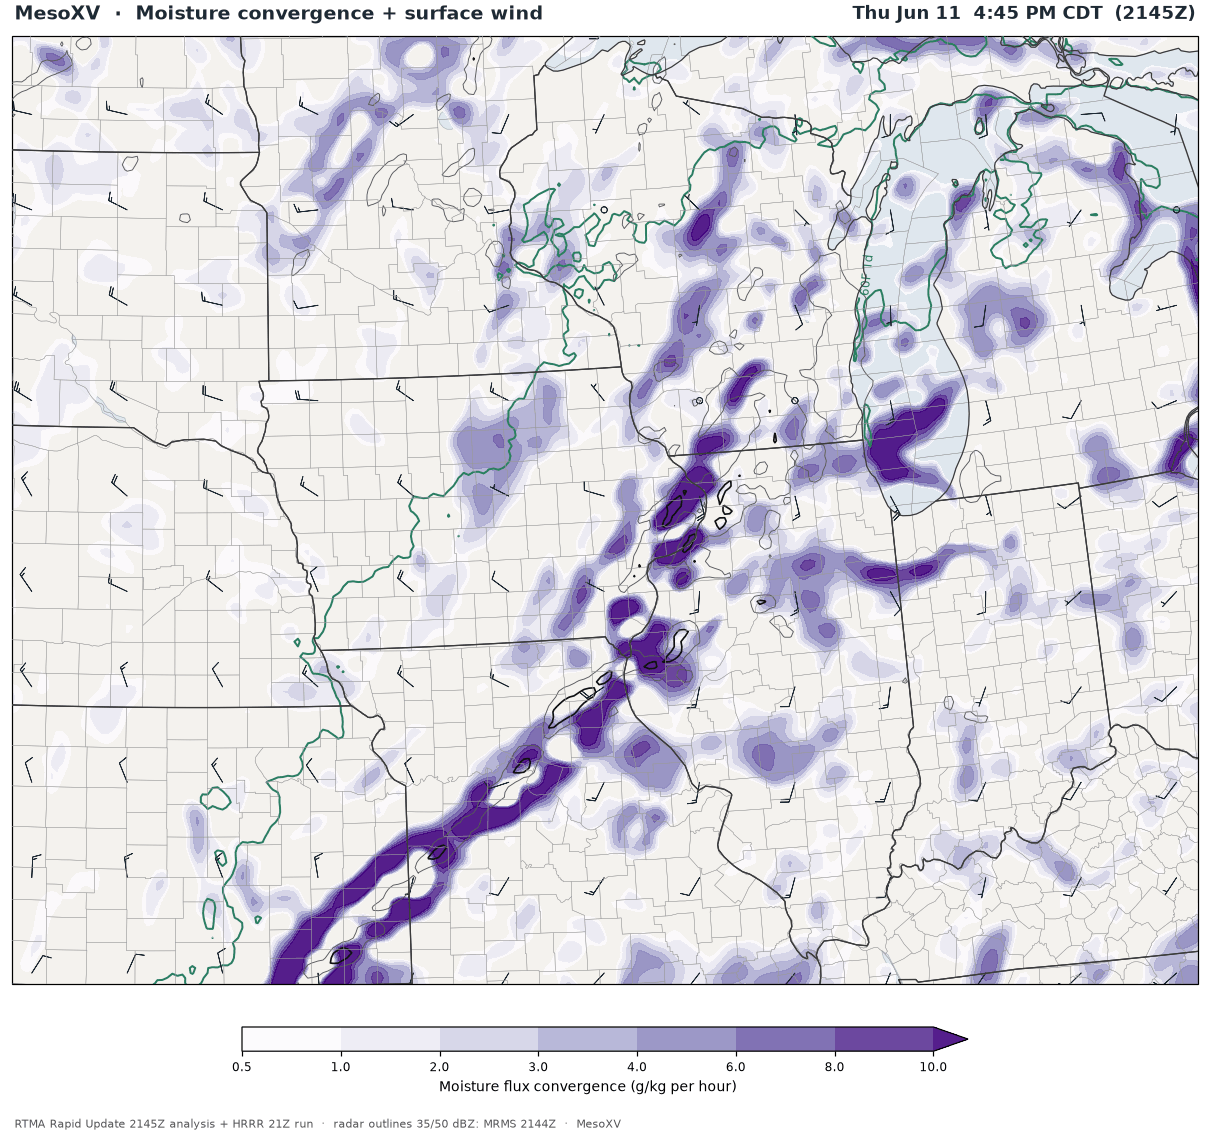 MesoXV · Moisture convergence + surface wind
Thu Jun 11 4:45 PM CDT (2145Z)
0.5 1.0 2.0 3.0 4.0 6.0 8.0 10.0
Moisture flux convergence (g/kg per hour)
RTMA Rapid Update 2145Z analysis + HRRR 21Z run · radar outlines 35/50 dBZ: MRMS 2144Z · MesoXV